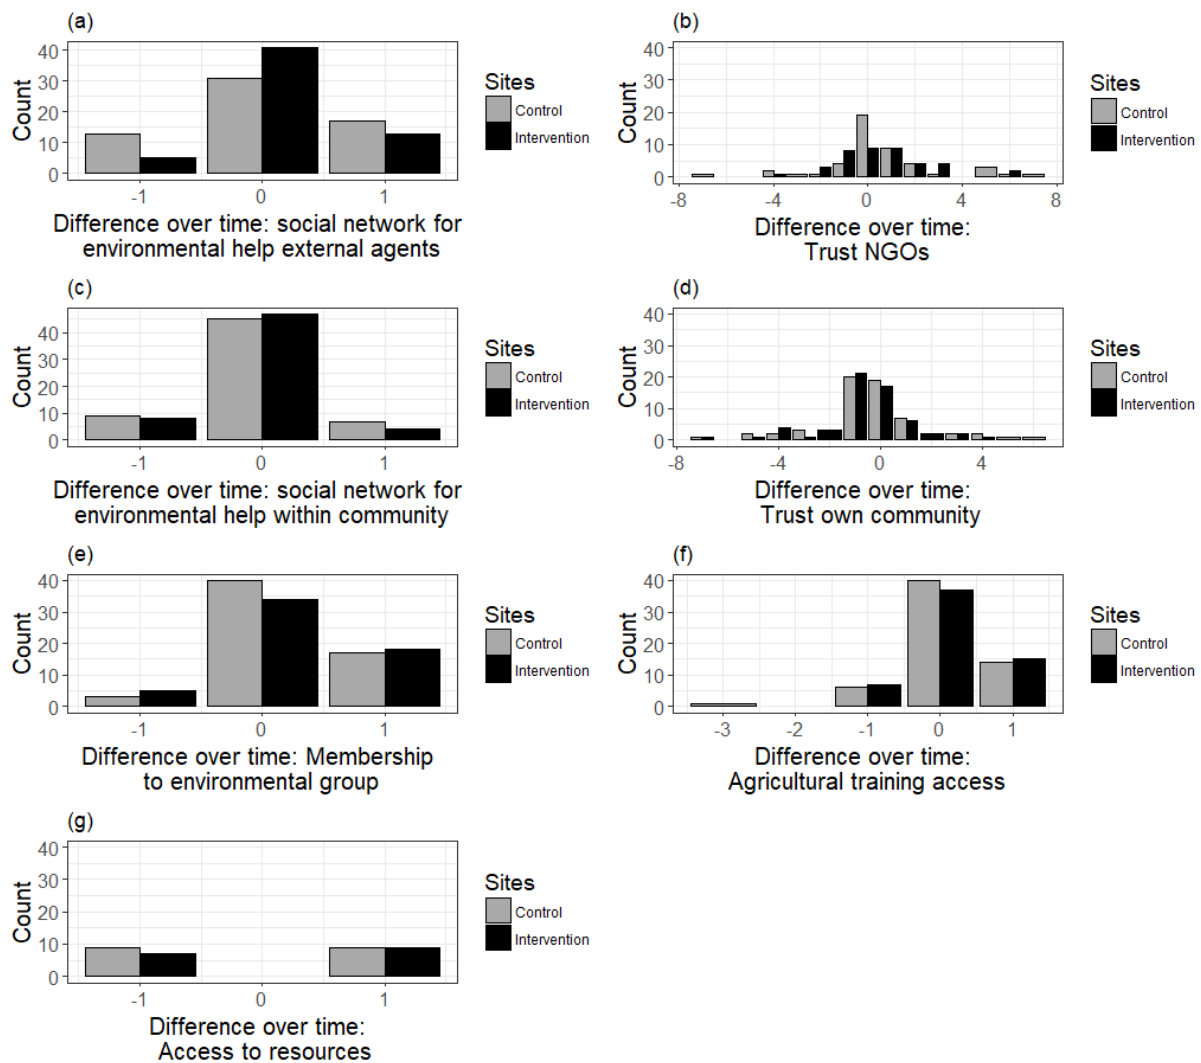 (a)
40
30
20
10
0
Count
-1 0 1
Difference over time: social network for
environmental help external agents
Sites
Control
Intervention
(b)
40
30
20
10
0
Count
-8 -4 0 4 8
Difference over time:
Trust NGOs
Sites
Control
Intervention
(c)
40
30
20
10
0
Count
-1 0 1
Difference over time: social network for
environmental help within community
Sites
Control
Intervention
(d)
40
30
20
10
0
Count
-8 -4 0 4
Difference over time:
Trust own community
Sites
Control
Intervention
(e)
40
30
20
10
0
Count
-1 0 1
Difference over time: Membership
to environmental group
Sites
Control
Intervention
(f)
40
30
20
10
0
Count
-3 -2 -1 0 1
Difference over time:
Agricultural training access
Sites
Control
Intervention
(g)
40
30
20
10
0
Count
-1 0 1
Difference over time:
Access to resources
Sites
Control
Intervention